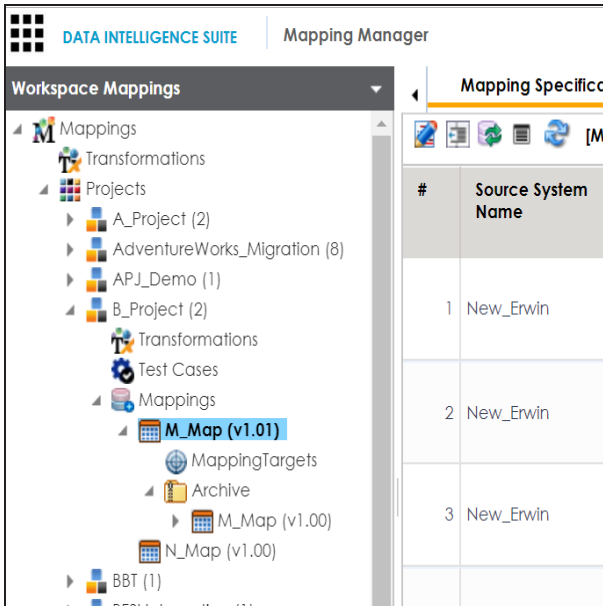 DATA INTELLIGENCE SUITE Mapping Manager
Workspace Mappings
Mappings
Transformations
Projects
A_Project (2)
AdventureWorks_Migration (8)
APJ_Demo (1)
B_Project (2)
Transformations
Test Cases
Mappings
M_Map (v1.01)
MappingTargets
Archive
M_Map (v1.00)
N_Map (v1.00)
BBT (1)
Mapping Specifica
[M
# Source System
Name
1 New_Erwin
2 New_Erwin
3 New_Erwin